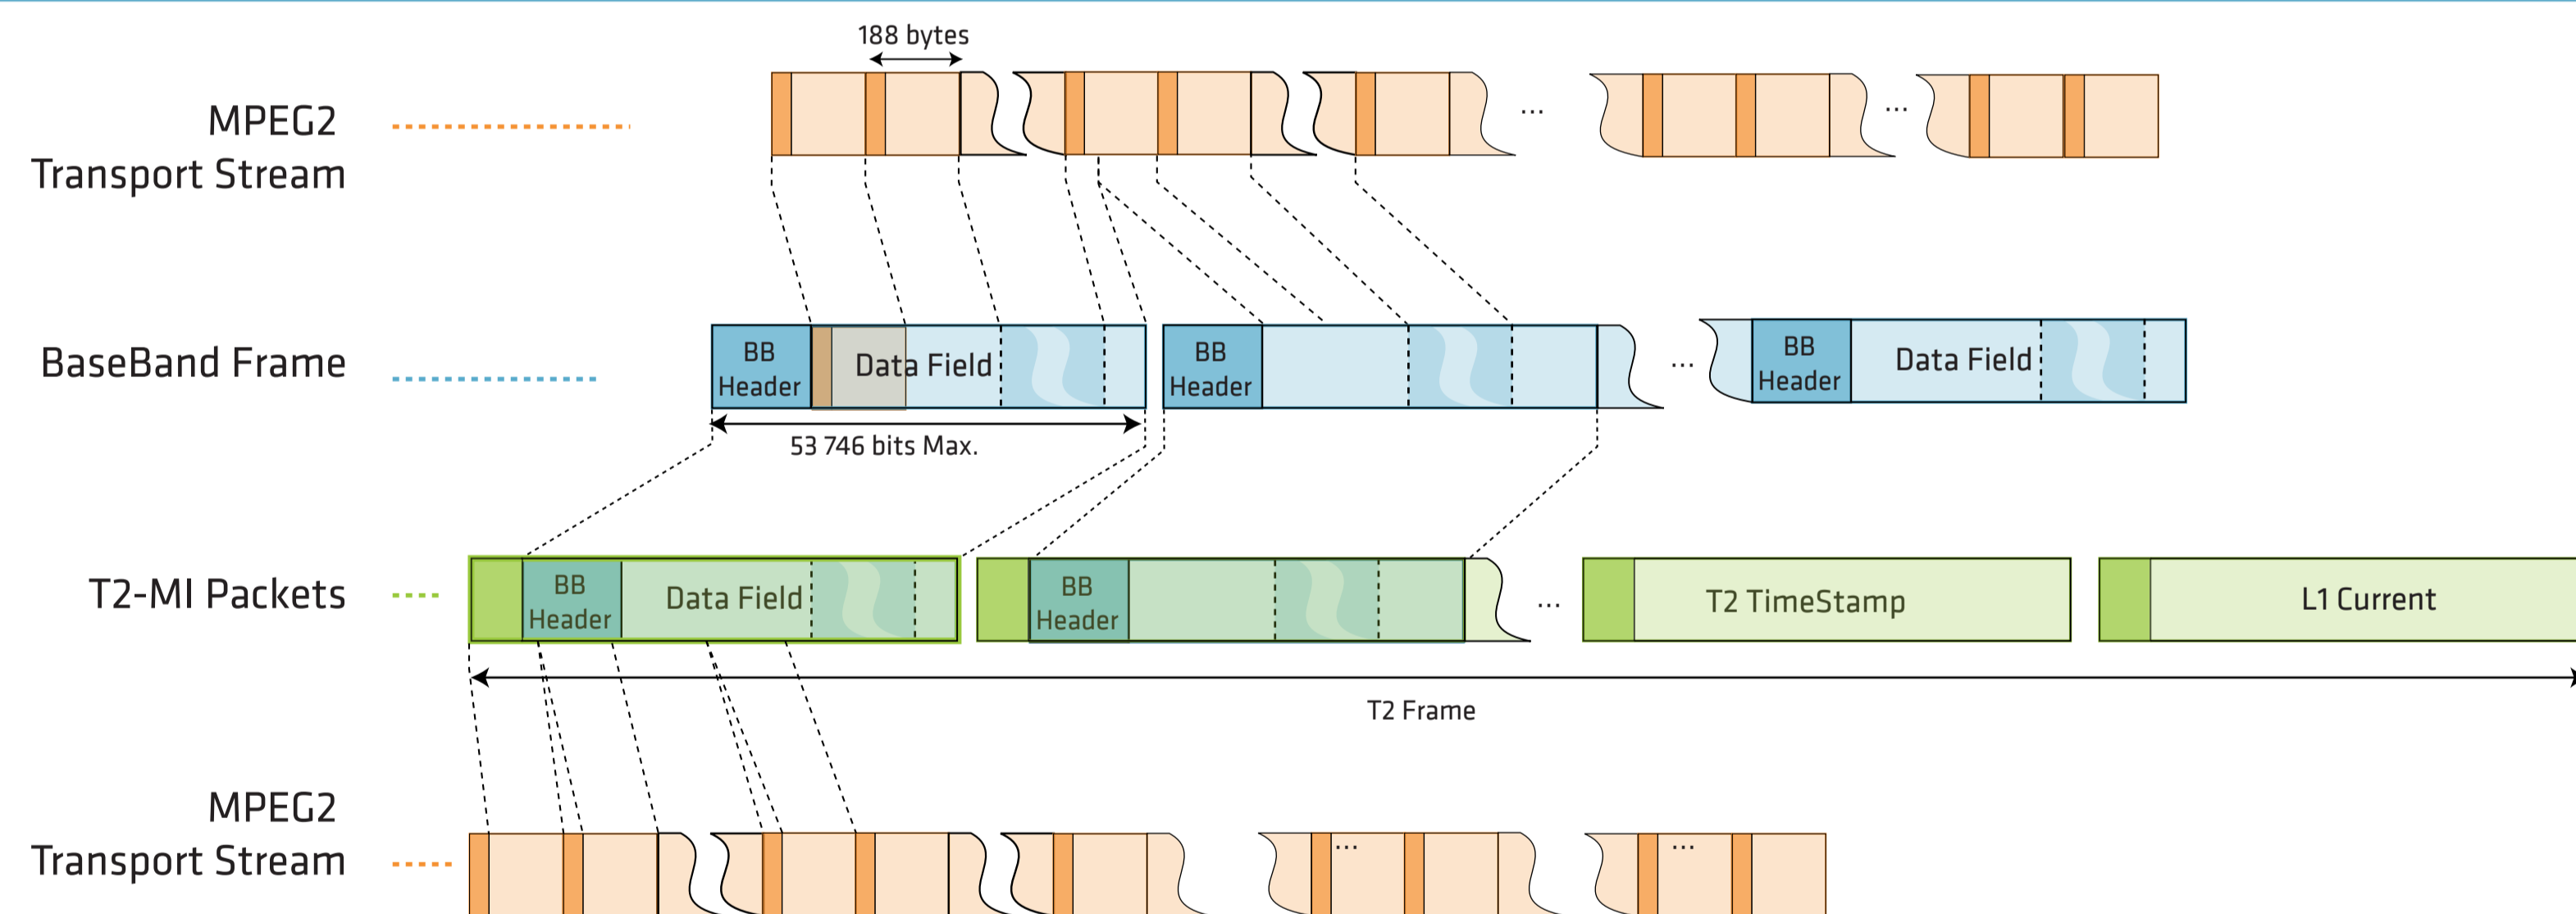 188 bytes
MPEG2
Transport Stream
...
...
BaseBand Frame
BB
Header
Data Field
BB
Header
...
BB
Header
Data Field
53 746 bits Max.
T2-MI Packets
BB
Header
Data Field
BB
Header
...
T2 TimeStamp
L1 Current
T2 Frame
MPEG2
Transport Stream
...
...